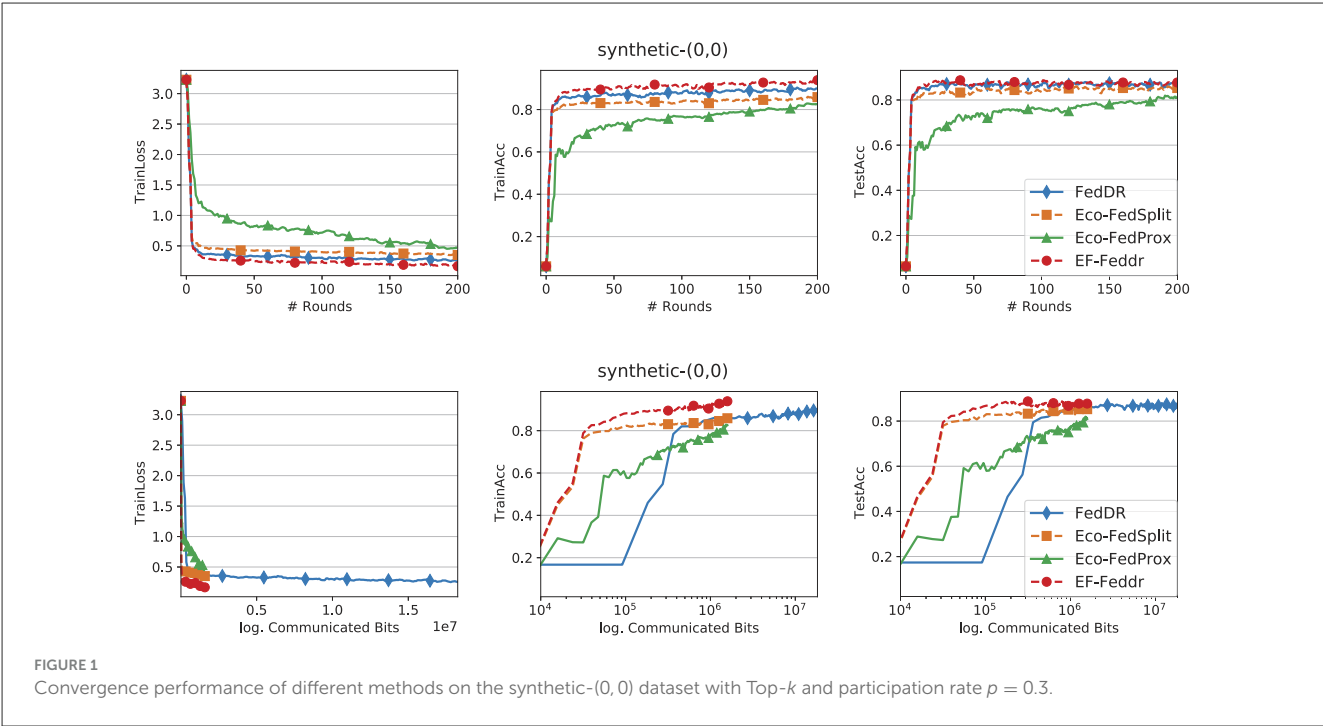 synthetic-(0,0)
TrainLoss
3.0
2.5
2.0
1.5
1.0
0.5
0
50
100
150
200
# Rounds
TrainAcc
0.8
0.6
0.4
0.2
0
50
100
150
200
# Rounds
TestAcc
0.8
0.6
0.4
0.2
0
50
100
150
200
# Rounds
FedDR
Eco-FedSplit
Eco-FedProx
EF-Feddr
synthetic-(0,0)
TrainLoss
3.0
2.5
2.0
1.5
1.0
0.5
0.5
1.0
1.5
1e7
log. Communicated Bits
TrainAcc
0.8
0.6
0.4
0.2
10^4
10^5
10^6
10^7
log. Communicated Bits
TestAcc
0.8
0.6
0.4
0.2
10^4
10^5
10^6
10^7
log. Communicated Bits
FedDR
Eco-FedSplit
Eco-FedProx
EF-Feddr
FIGURE 1
Convergence performance of different methods on the synthetic-(0, 0) dataset with Top-k and participation rate p = 0.3.